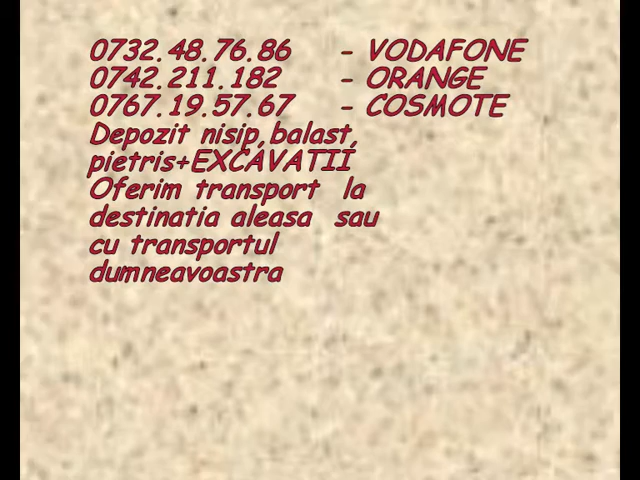 0732.48.76.86 - VODAFONE
0742.211.182 - ORANGE
0767.19.57.67 - COSMOTE
Depozit nisip,balast,
pietris+EXCAVATII
Oferim transport la
destinatia aleasa sau
cu transportul
dumneavoastra